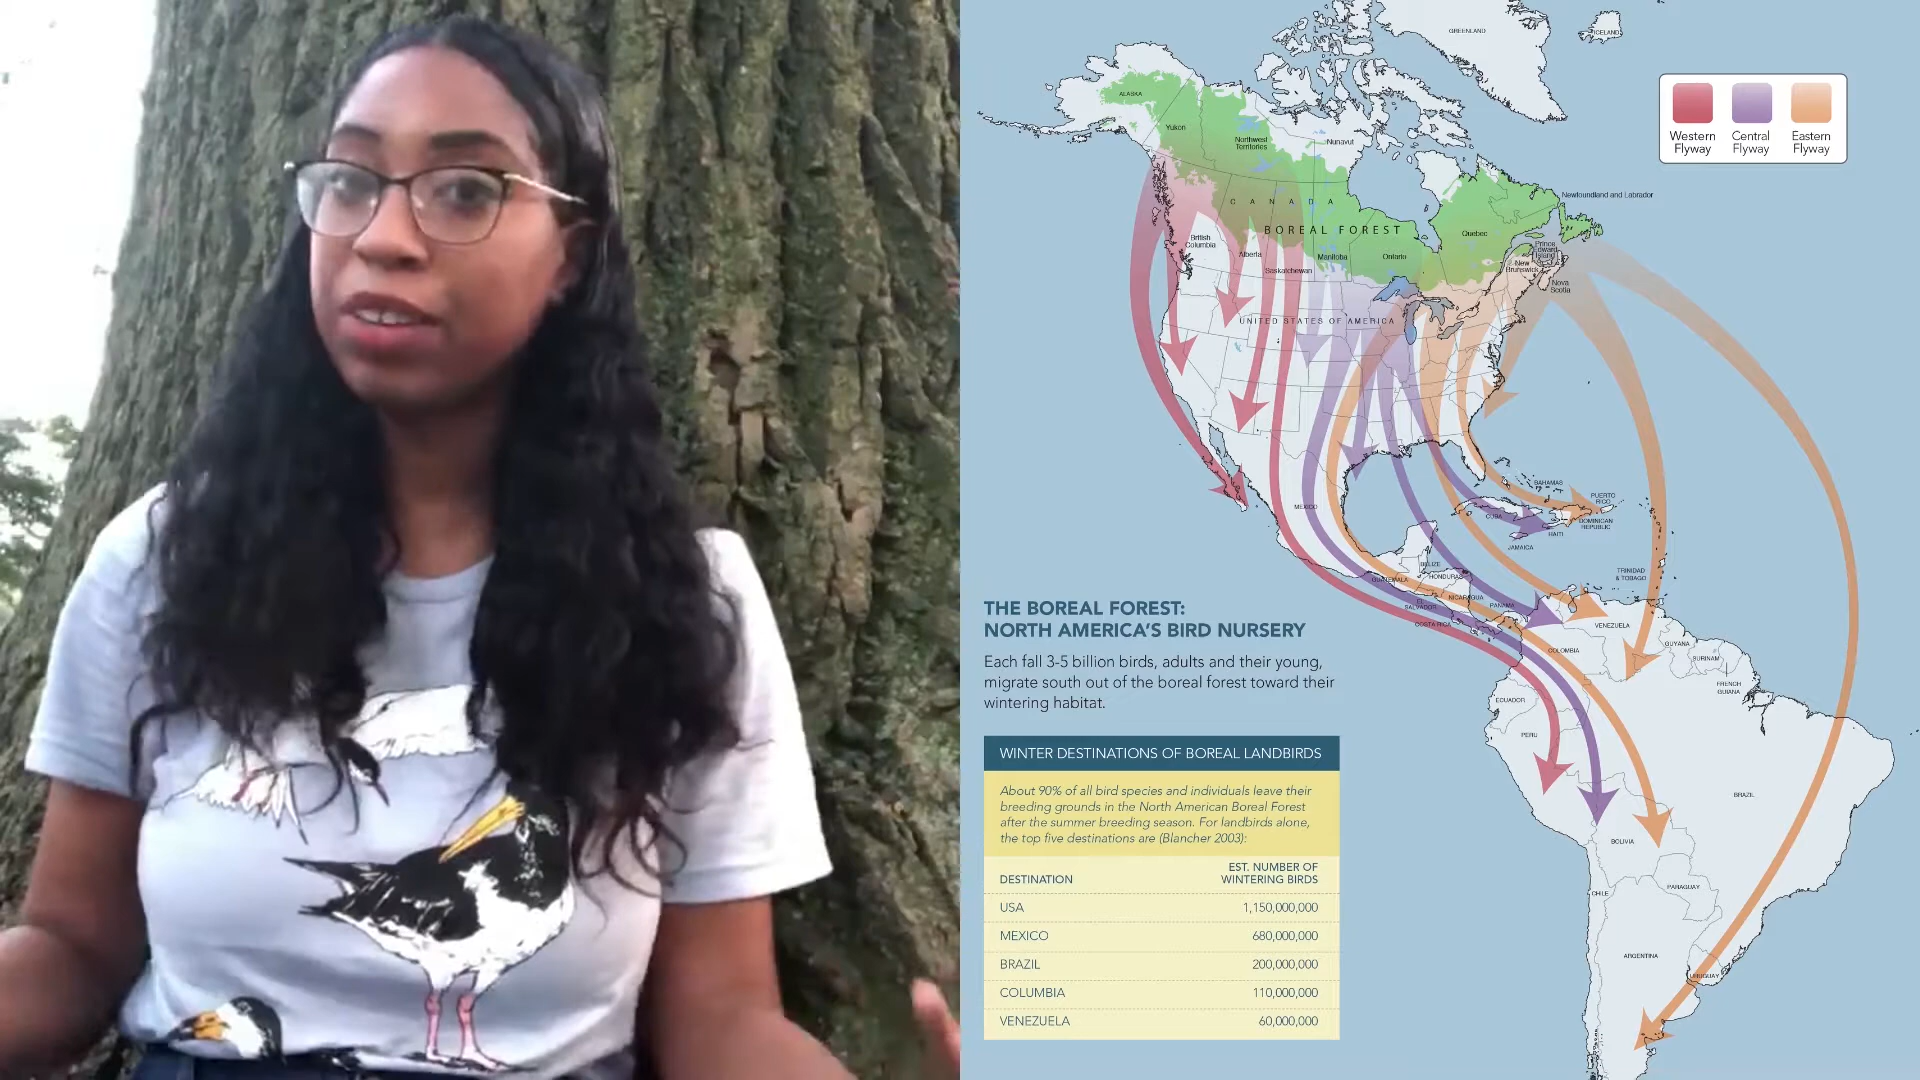 GREENLAND
ICELAND
ALASKA
Yukon
Northwest
Territories
Nunavut
Western
Flyway
Central
Flyway
Eastern
Flyway
Newfoundland and Labrador
CANADA
BOREAL FOREST
British
Columbia
Alberta
Saskatchewan
Manitoba
Ontario
Quebec
Prince
Edward
Island
New
Brunswick
Nova
Scotia
UNITED STATES OF AMERICA
MEXICO
BAHAMAS
CUBA
PUERTO
RICO
DOMINICAN
REPUBLIC
HAITI
JAMAICA
BELIZE
GUATEMALA
HONDURAS
EL
SALVADOR
NICARAGUA
COSTA RICA
PANAMA
TRINIDAD
& TOBAGO
VENEZUELA
COLOMBIA
GUYANA
SURINAM
FRENCH
GUIANA
ECUADOR
PERU
BRAZIL
BOLIVIA
CHILE
PARAGUAY
ARGENTINA
URUGUAY
THE BOREAL FOREST:
NORTH AMERICA'S BIRD NURSERY
Each fall 3-5 billion birds, adults and their young,
migrate south out of the boreal forest toward their
wintering habitat.
WINTER DESTINATIONS OF BOREAL LANDBIRDS
About 90% of all bird species and individuals leave their
breeding grounds in the North American Boreal Forest
after the summer breeding season. For landbirds alone,
the top five destinations are (Blancher 2003):
DESTINATION EST. NUMBER OF
WINTERING BIRDS
USA 1,150,000,000
MEXICO 680,000,000
BRAZIL 200,000,000
COLUMBIA 110,000,000
VENEZUELA 60,000,000